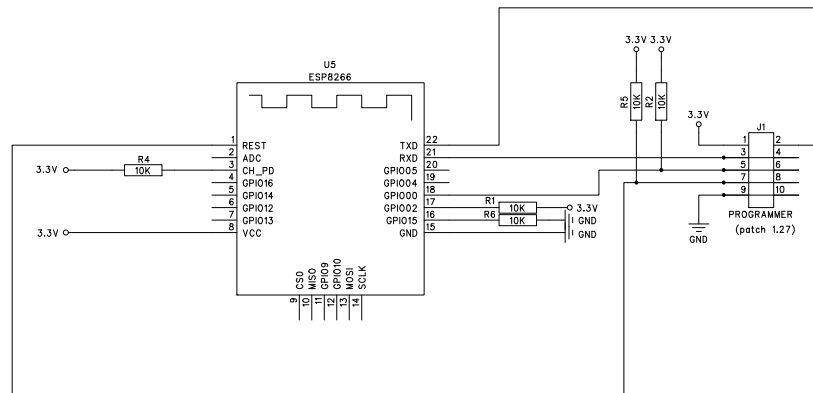 3.3V 3.3V
U5
ESP8266
R5 10K
R2 10K
3.3V
J1
1 REST
2 ADC
3 CH_PD
4 GPIO16
5 GPIO14
6 GPIO12
7 GPIO13
8 VCC
TXD 22
RXD 21
GPIO05 20
GPIO04 19
GPIO00 18
GPIO02 17
GPIO15 16
GND 15
R4
3.3V 10K
3.3V
R1
10K 3.3V
R6
10K GND
GND
1 2
3 4
5 6
7 8
9 10
PROGRAMMER
(patch 1.27)
GND
CS0 9
MISO 10
GPIO9 11
GPIO10 12
MOSI 13
SCLK 14